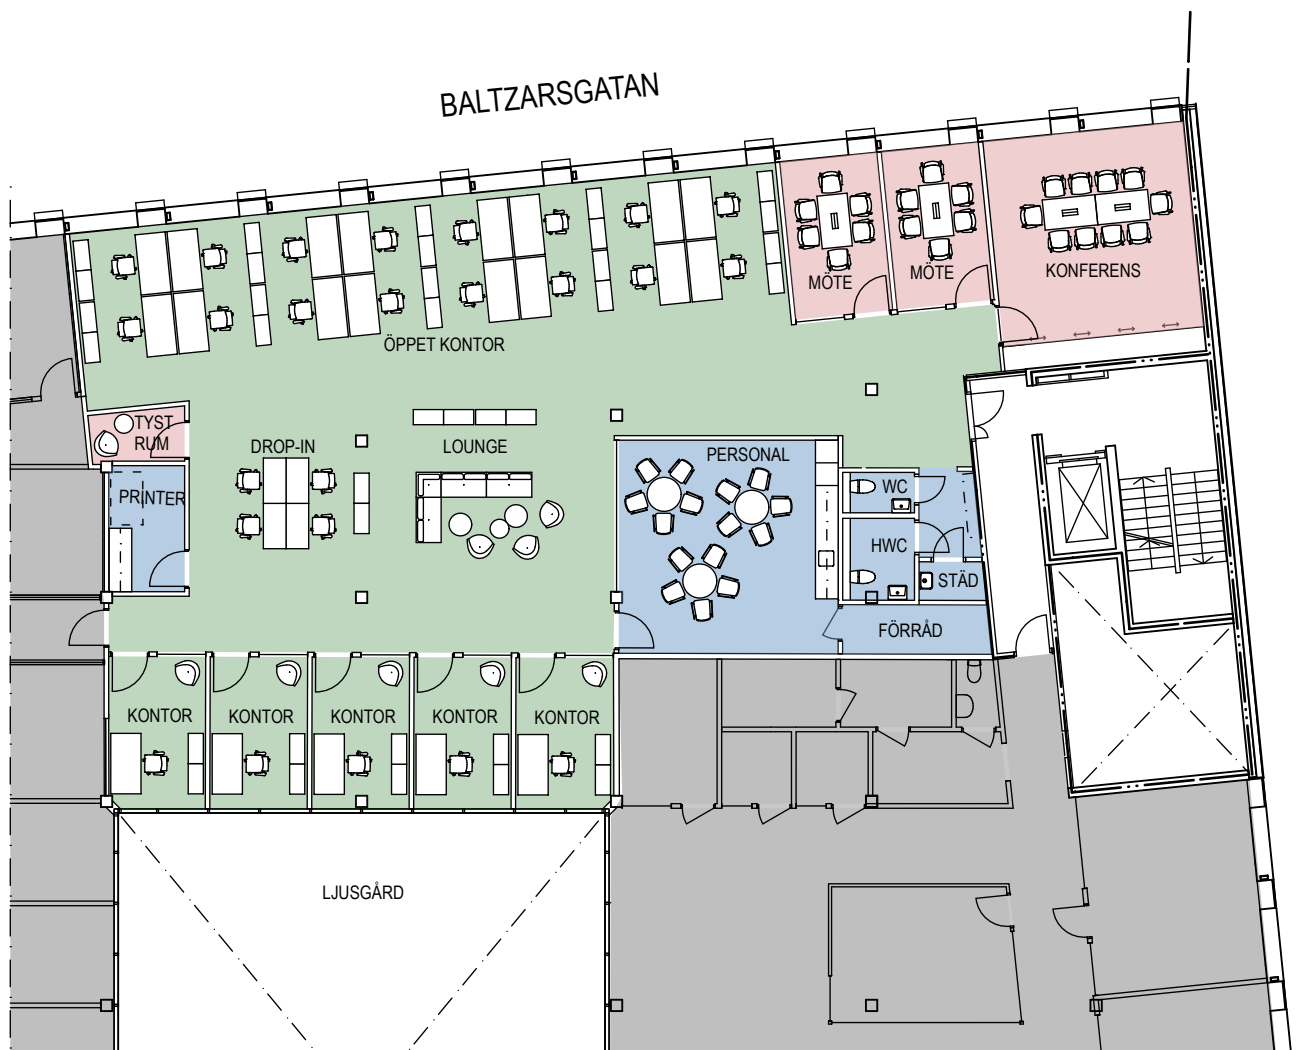 BALTZARSGATAN
MÖTE
MÖTE
KONFERENS
ÖPPET KONTOR
TYST
RUM
DROP-IN
LOUNGE
PERSONAL
PRINTER
WC
HWC
STÄD
FÖRRÅD
KONTOR
KONTOR
KONTOR
KONTOR
KONTOR
LJUSGÅRD